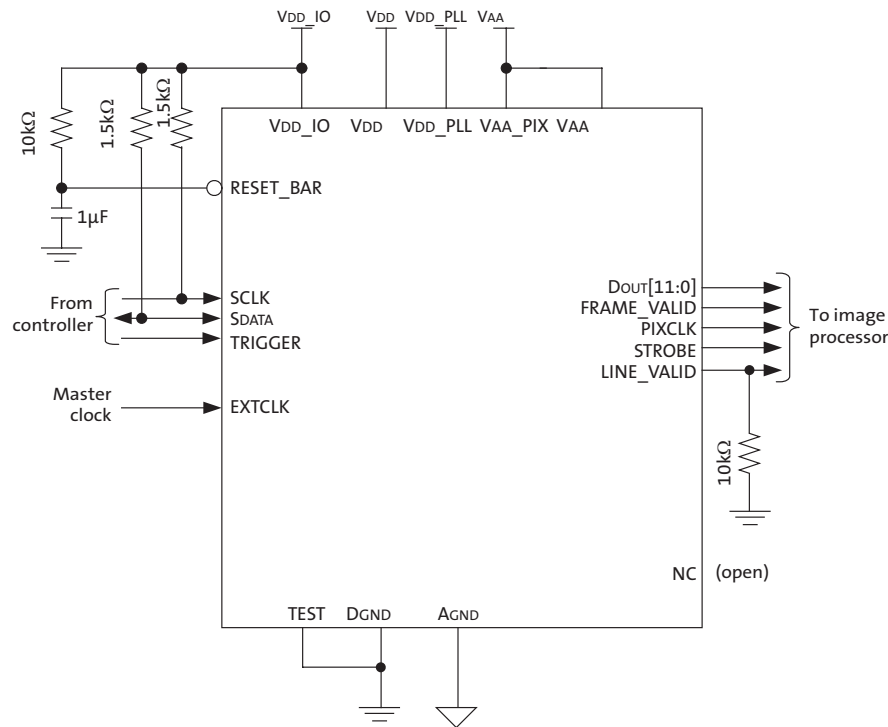 VDD_IO VDD VDD_PLL VAA
10kΩ
1.5kΩ
1.5kΩ
VDD_IO VDD VDD_PLL VAA_PIX VAA
RESET_BAR
1µF
From
controller
SCLK
SDATA
TRIGGER
Master
clock
EXTCLK
DOUT[11:0]
FRAME_VALID
PIXCLK
STROBE
LINE_VALID
To image
processor
10kΩ
NC (open)
TEST DGND AGND